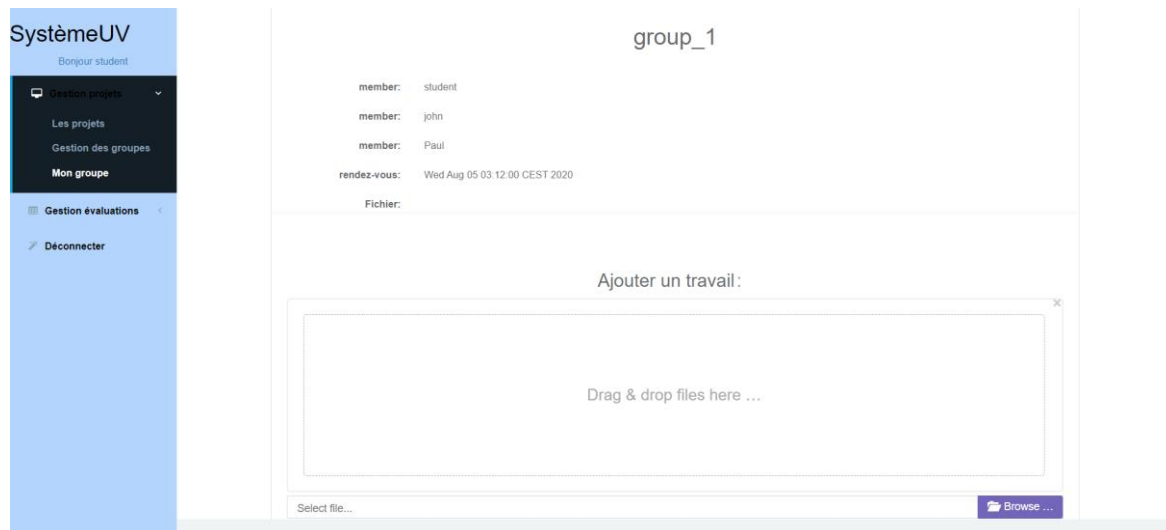 SystèmeUV
Bonjour student
Gestion projets
Les projets
Gestion des groupes
Mon groupe
Gestion évaluations
Déconnecter
group_1
member: student
member: john
member: Paul
rendez-vous: Wed Aug 05 03:12:00 CEST 2020
Fichier:
Ajouter un travail:
Drag & drop files here …
Select file...
Browse …